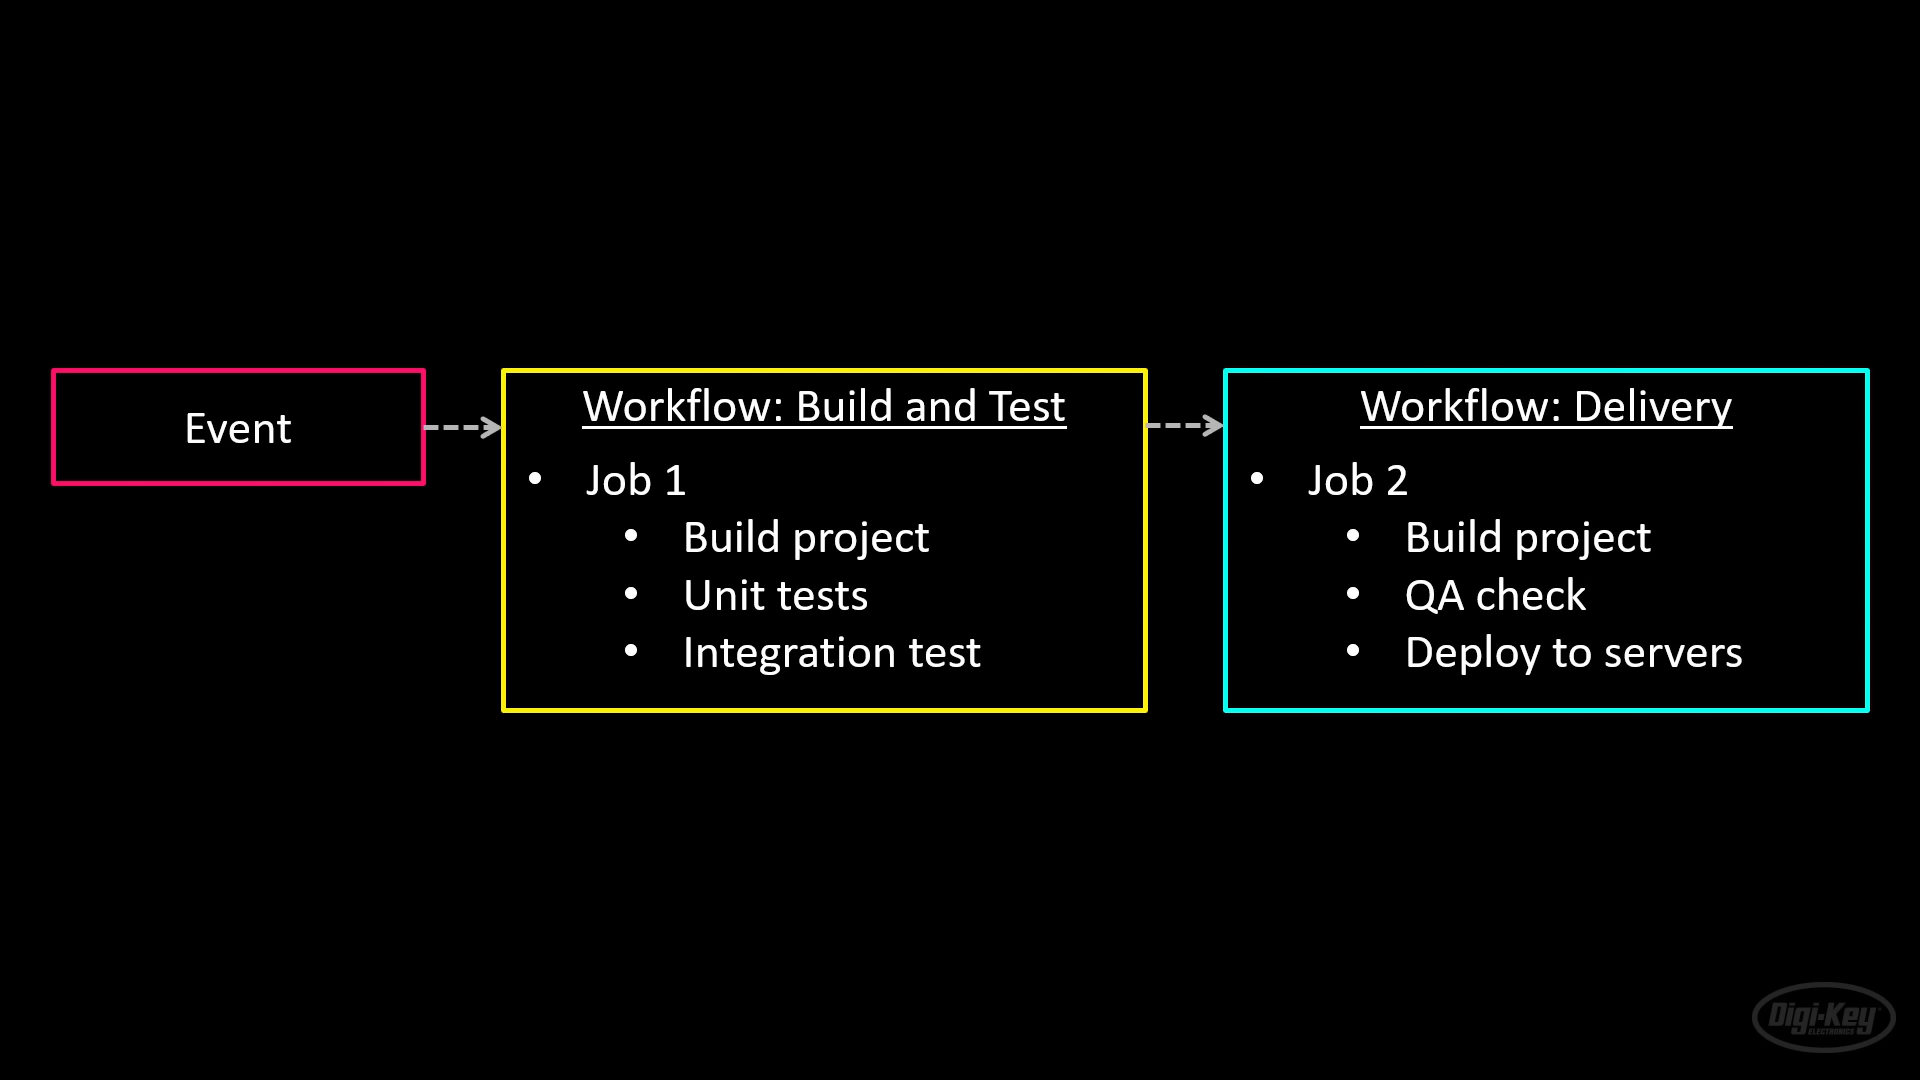 Event
Workflow: Build and Test
• Job 1
• Build project
• Unit tests
• Integration test
Workflow: Delivery
• Job 2
• Build project
• QA check
• Deploy to servers
Digi-Key
ELECTRONICS